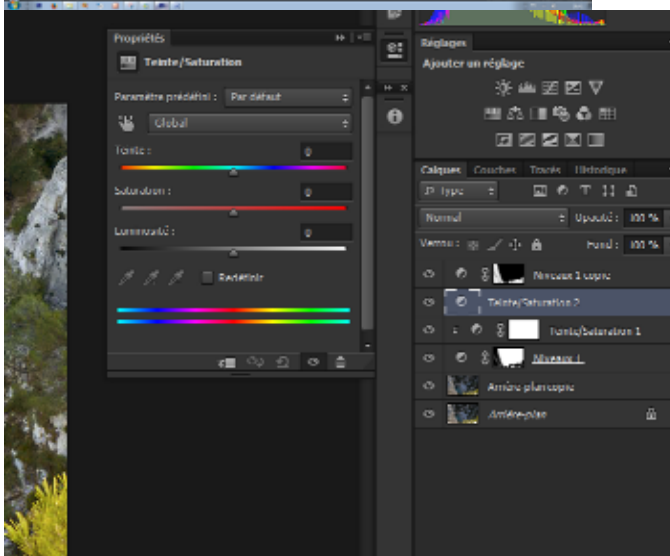 Propriétés
Teinte/Saturation
Paramètre prédéfini : Par défaut
Global
Teinte : 0
Saturation : 0
Luminosité : 0
Redéfinir
Réglages
Ajouter un réglage
Calques Couches Tracés Historique
Type
Normal Opacité : 100 %
Verrou : Fond : 100 %
Niveaux 1 copie
Teinte/Saturation 2
Teinte/Saturation 1
Niveaux 1
Arrière-plan copie
Arrière-plan